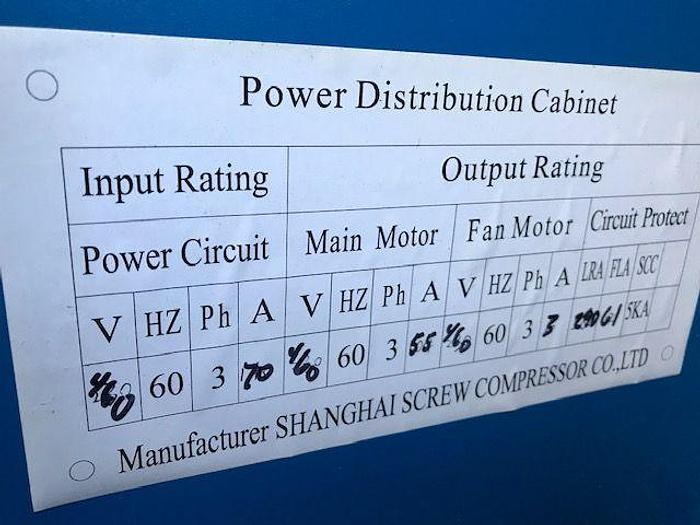 Power Distribution Cabinet
Input Rating Output Rating
Power Circuit Main Motor Fan Motor Circuit Protect
V HZ Ph A V HZ Ph A V HZ Ph A LRA FLA SCC
460 60 3 70 460 60 3 55 460 60 3 3 290 61 5KA
Manufacturer SHANGHAI SCREW COMPRESSOR CO.,LTD